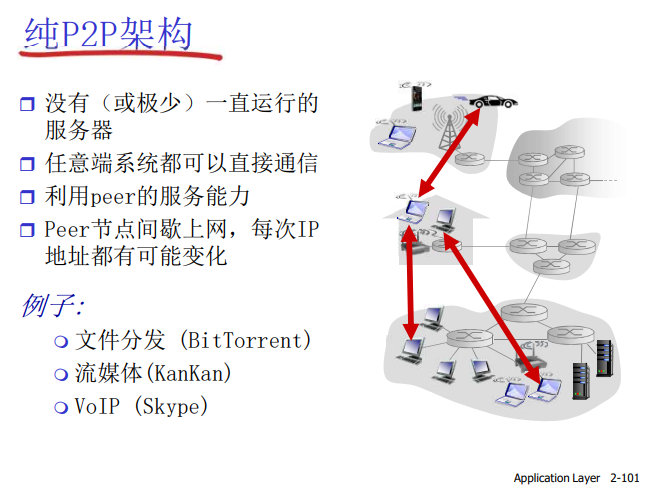 纯P2P架构
没有（或极少）一直运行的
服务器
任意端系统都可以直接通信
利用peer的服务能力
Peer节点间歇上网，每次IP
地址都有可能变化
例子:
文件分发 (BitTorrent)
流媒体(KanKan)
VoIP (Skype)
Application Layer 2-101